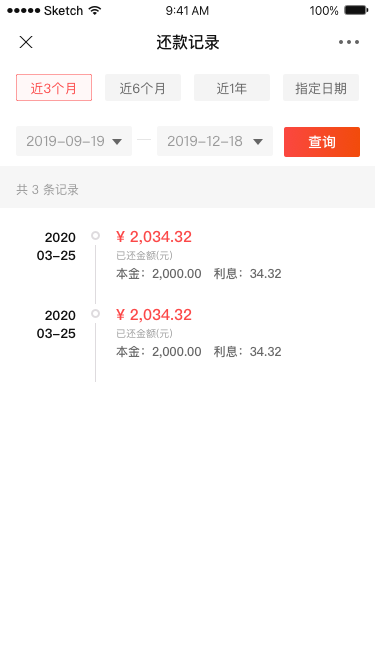 Sketch 9:41 AM 100%
还款记录
近3个月 近6个月 近1年 指定日期
2019-09-19 2019-12-18 查询
共 3 条记录
2020 ¥ 2,034.32
已还金额(元)
03-25
本金：2,000.00 利息：34.32
2020 ¥ 2,034.32
已还金额(元)
03-25
本金：2,000.00 利息：34.32